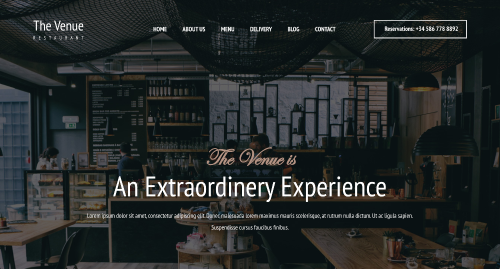 The Venue
RESTAURANT
HOME ABOUT US MENU DELIVERY BLOG CONTACT
Reservations: +34 586 778 8892
The Venue is
An Extraordinery Experience
Lorem ipsum dolor sit amet, consectetur adipiscing elit. Donec malesuada lorem maximus mauris scelerisque, at rutrum nulla dictum. Ut ac ligula sapien.
Suspendisse cursus faucibus finibus.